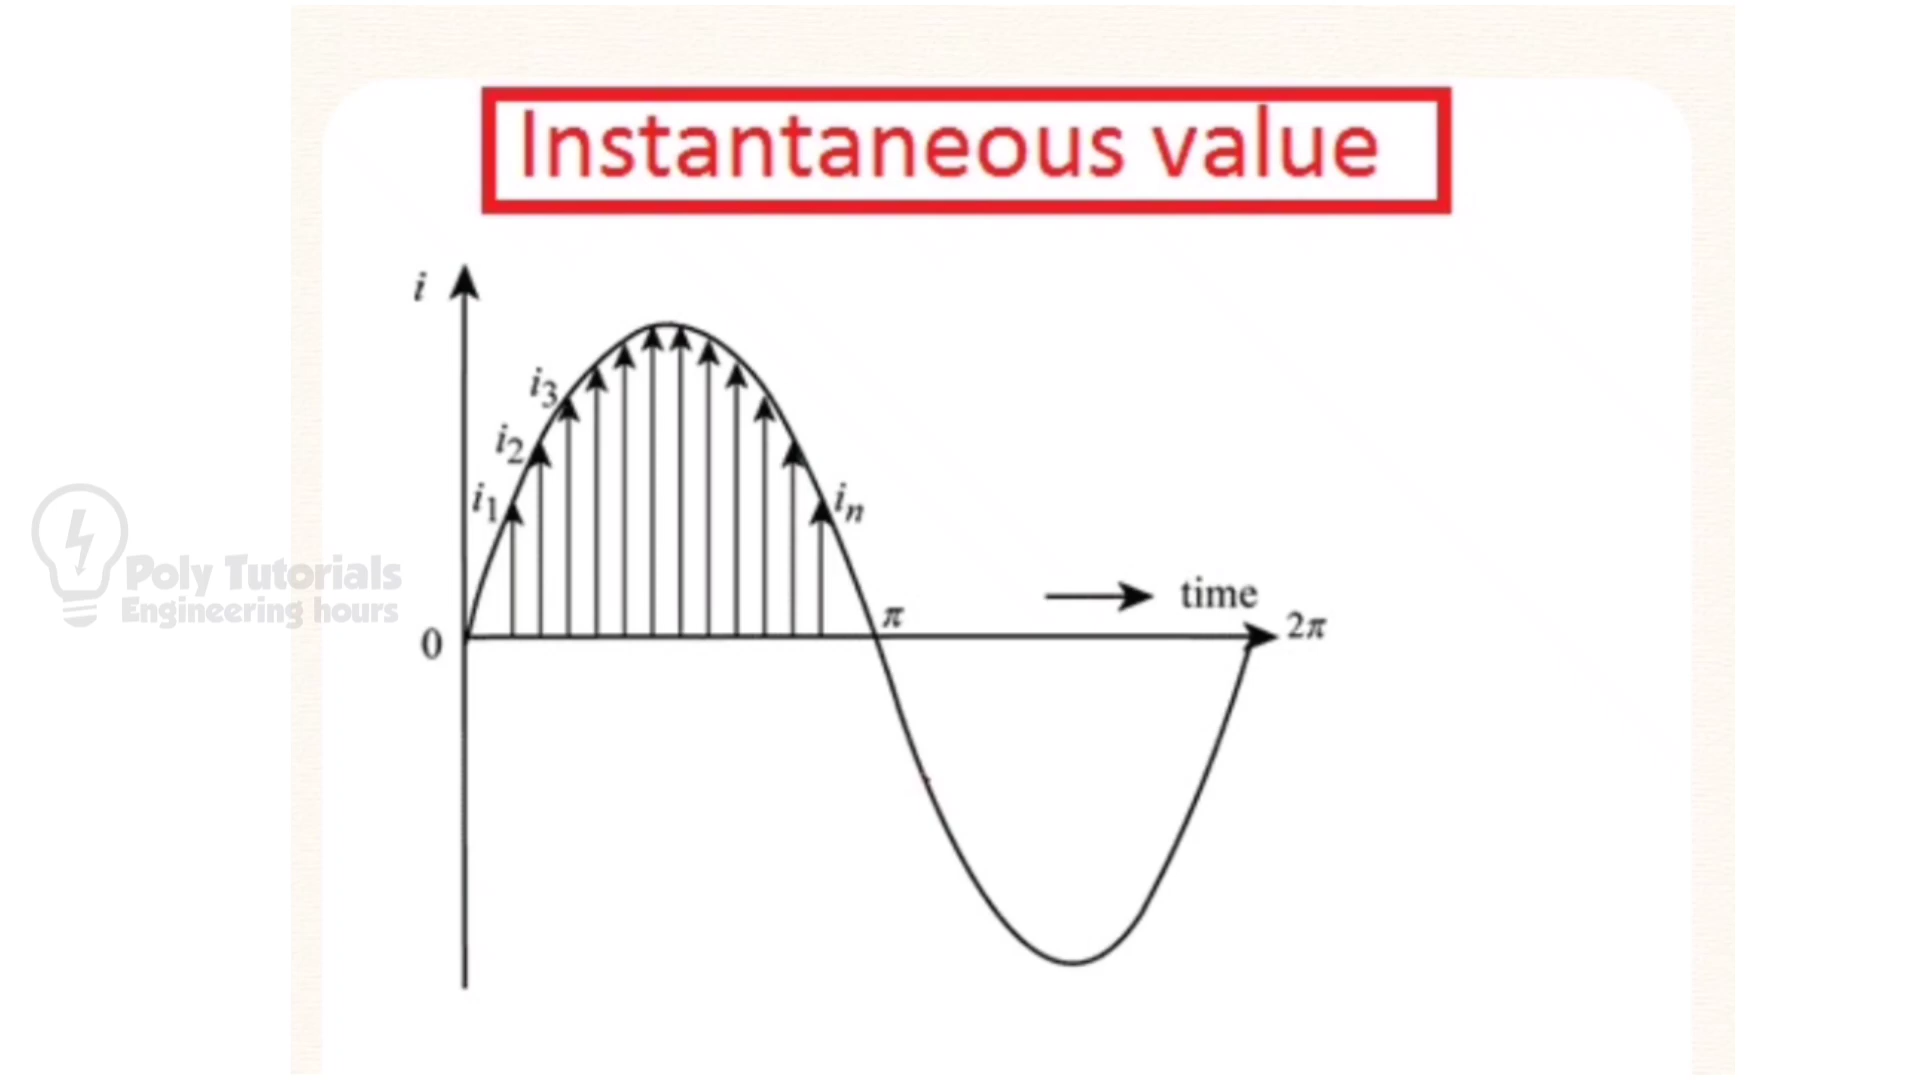 Instantaneous value
i
i3
i2
i1
in
time
π
2π
0
Poly Tutorials
Engineering hours